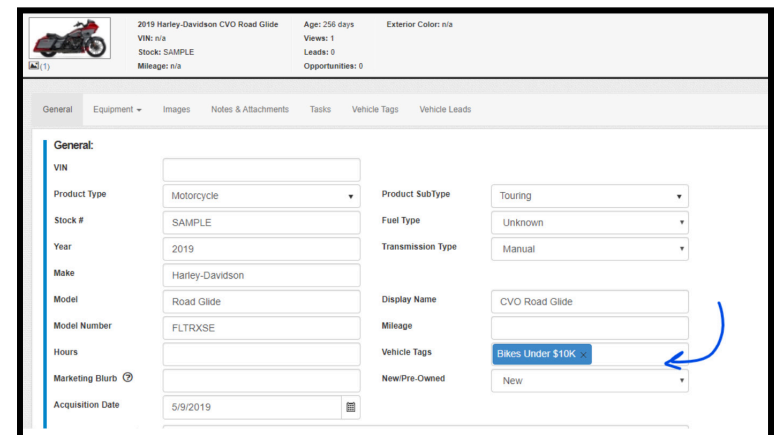 2019 Harley-Davidson CVO Road Glide Age: 256 days Exterior Color: n/a
VIN: n/a Views: 1
Stock: SAMPLE Leads: 0
(1) Mileage: n/a Opportunities: 0
General Equipment Images Notes & Attachments Tasks Vehicle Tags Vehicle Leads
General:
VIN
Product Type Motorcycle Product SubType Touring
Stock # SAMPLE Fuel Type Unknown
Year 2019 Transmission Type Manual
Make Harley-Davidson
Model Road Glide Display Name CVO Road Glide
Model Number FLTRXSE Mileage
Hours Vehicle Tags Bikes Under $10K ×
Marketing Blurb ? New/Pre-Owned New
Acquisition Date 5/9/2019